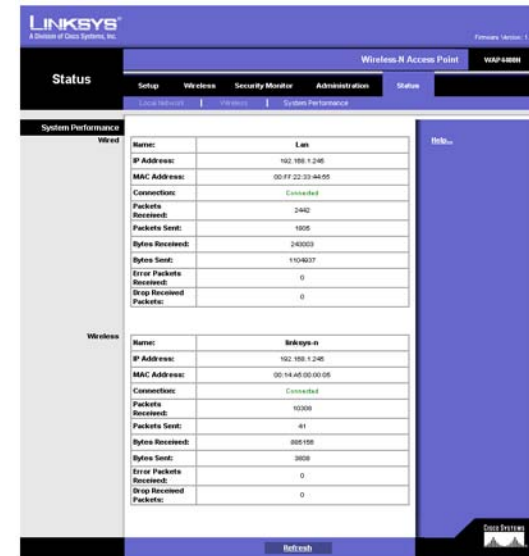 LINKSYS®
A Division of Cisco Systems, Inc.
Firmware Version: 1
Wireless-N Access Point WAP4400N
Status
Setup Wireless Security Monitor Administration Status
Local Network | Wireless | System Performance
System Performance
Wired
Help...
Name: Lan
IP Address: 192.168.1.245
MAC Address: 00:F7:22:33:44:55
Connection: Connected
Packets
Received: 2442
Packets Sent: 1805
Bytes Received: 240003
Bytes Sent: 1104937
Error Packets
Received: 0
Drop Received
Packets: 0
Wireless
Name: linksys-n
IP Address: 192.168.1.245
MAC Address: 00:14:A5:00:00:05
Connection: Connected
Packets
Received: 10308
Packets Sent: 41
Bytes Received:
Bytes Sent: 3808
Error Packets
Received: 0
Drop Received
Packets: 0
Refresh
CISCO SYSTEMS